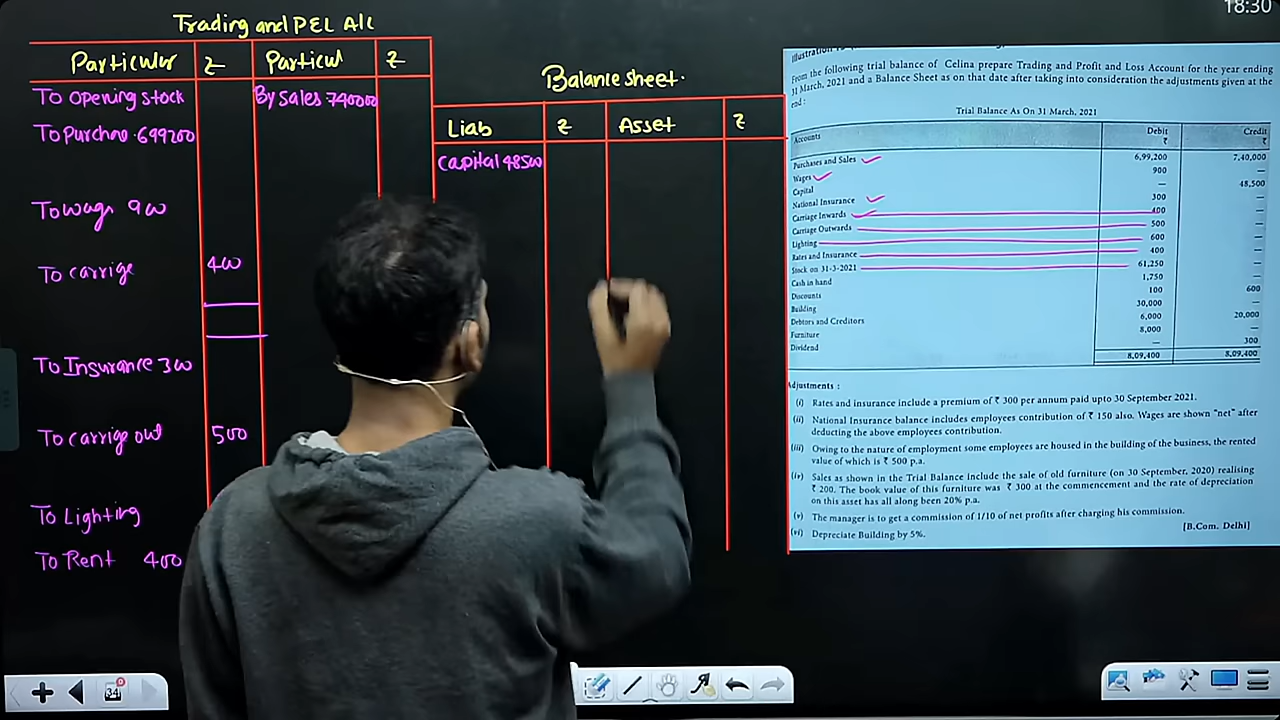 18:30
Trading and P&L A/c
Particular ₹ Particul ₹
To opening stock By sales 740000
To Purchase 699200
To wages 900
To carrige 400
To Insurance 300
To carrige out 500
To Lighting
To Rent 400
Balance sheet.
Liab ₹ Asset ₹
Capital 48500
Illustration
From the following trial balance of Celina prepare Trading and Profit and Loss Account for the year ending
31 March, 2021 and a Balance Sheet as on that date after taking into consideration the adjustments given at the
end :
Trial Balance As On 31 March, 2021
Accounts Debit ₹ Credit ₹
Purchases and Sales 6,99,200 7,40,000
Wages 900 —
Capital — 48,500
National Insurance 300 —
Carriage Inwards 400 —
Carriage Outwards 500 —
Lighting 600 —
Rates and Insurance 400 —
Stock on 31-3-2021 61,250 —
Cash in hand 1,750 —
Discounts 100 600
Building 30,000 —
Debtors and Creditors 6,000 20,000
Furniture 8,000 —
Dividend — 300
8,09,400 8,09,400
Adjustments :
(i) Rates and insurance include a premium of ₹ 300 per annum paid upto 30 September 2021.
(ii) National Insurance balance includes employees contribution of ₹ 150 also. Wages are shown "net" after
deducting the above employees contribution.
(iii) Owing to the nature of employment some employees are housed in the building of the business, the rented
value of which is ₹ 500 p.a.
(iv) Sales as shown in the Trial Balance include the sale of old furniture (on 30 September, 2020) realising
₹ 200. The book value of this furniture was ₹ 300 at the commencement and the rate of depreciation
on this asset has all along been 20% p.a.
(v) The manager is to get a commission of 1/10 of net profits after charging his commission.
(vi) Depreciate Building by 5%.
[B.Com. Delhi]
34